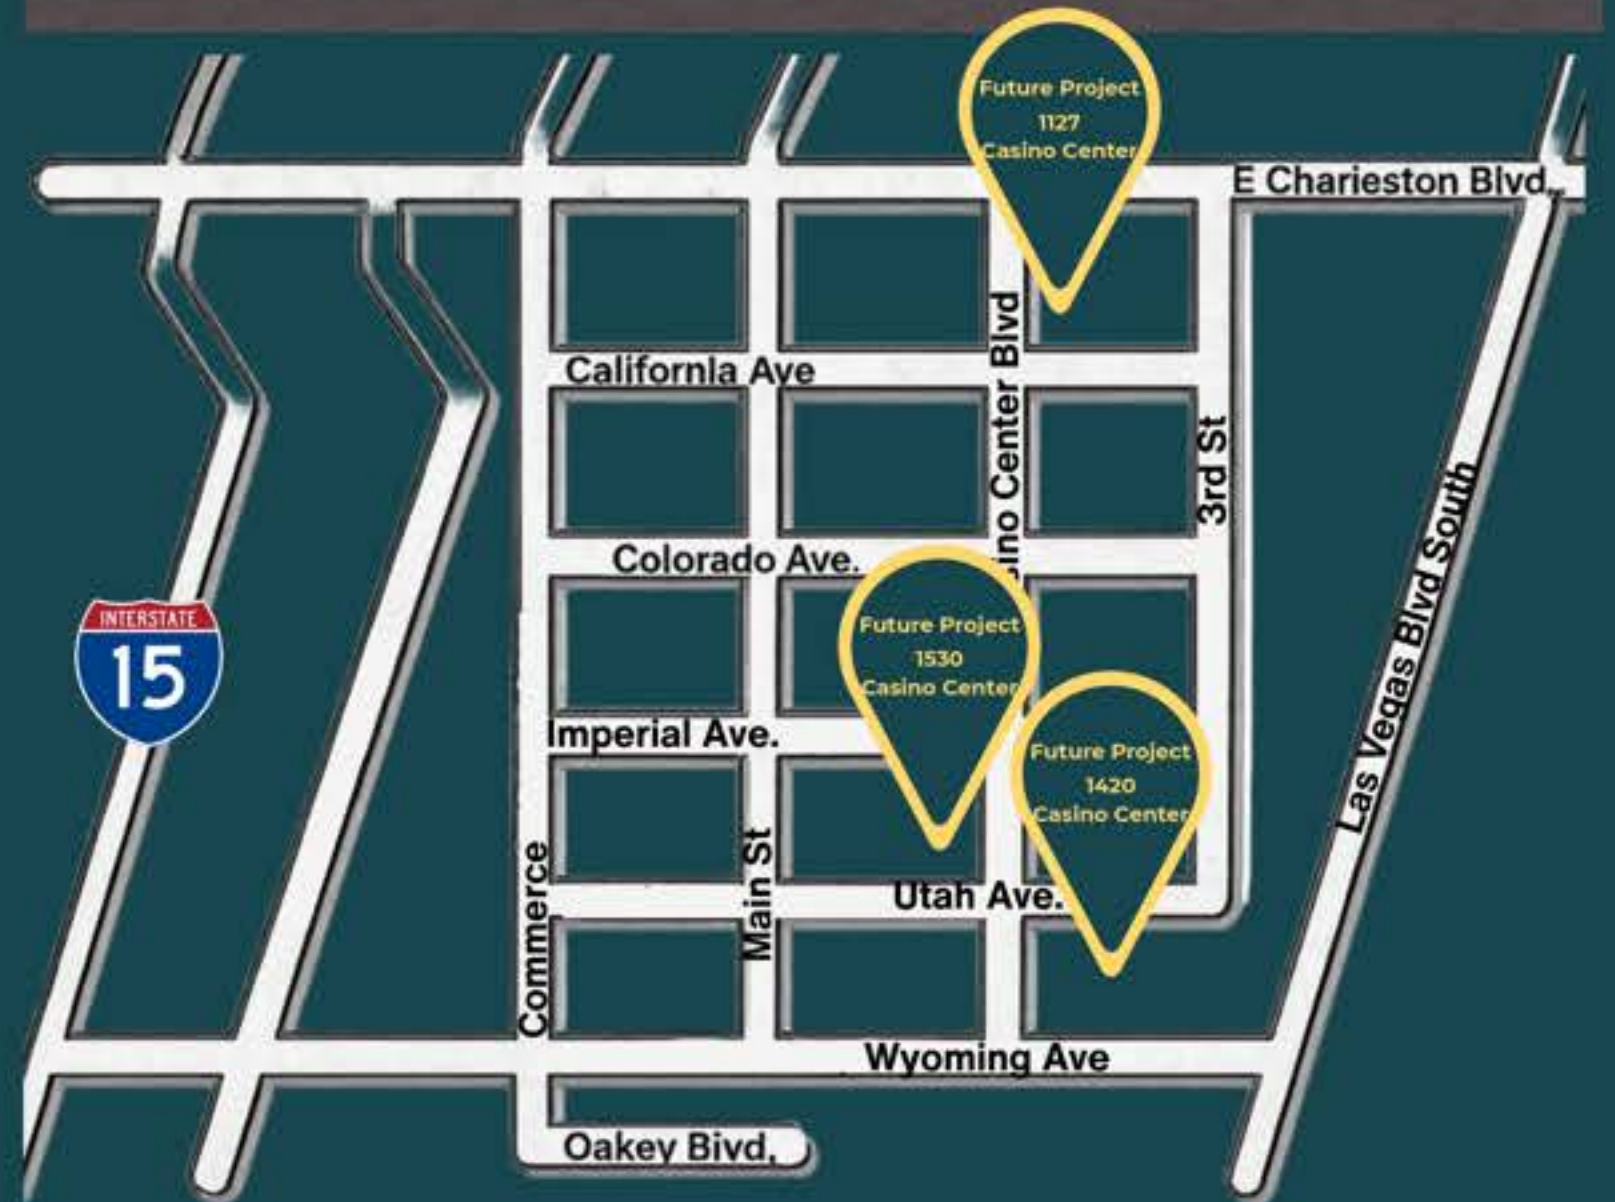 Future Project
1127
Casino Center
E Charieston Blvd.,
California Ave
Casino Center Blvd
3rd St
Colorado Ave.
Las Vegas Blvd South
INTERSTATE
15
Future Project
1530
Casino Center
Imperial Ave.
Future Project
1420
Casino Center
Commerce
Main St
Utah Ave.
Wyoming Ave
Oakey Bivd,